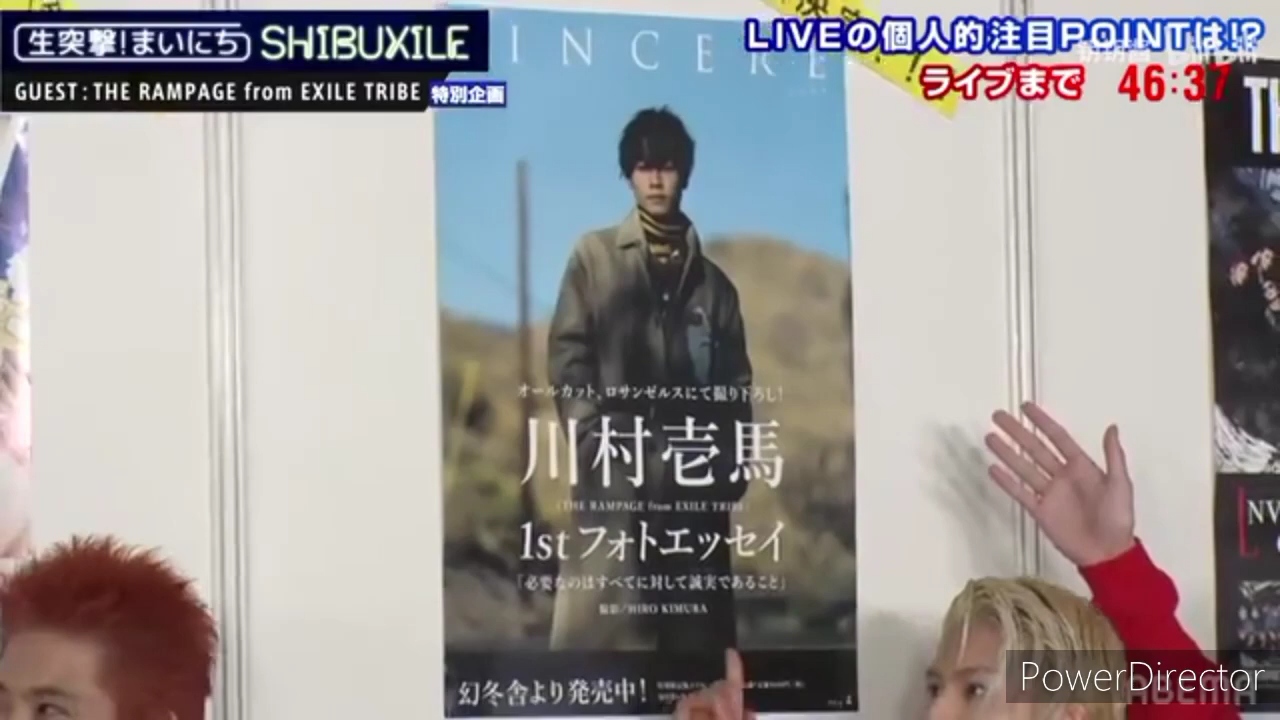 生突撃!まいにち SHIBUXILE
GUEST : THE RAMPAGE from EXILE TRIBE 特別企画
LIVEの個人的注目POINTは!?
ライブまで 46:37
INCERE
オールカット、ロサンゼルスにて撮り下ろし!
川村壱馬
(THE RAMPAGE from EXILE TRIBE)
1stフォトエッセイ
「必要なのはすべてに対して誠実であること」
撮影/HIRO KIMURA
幻冬舎より発売中!
TH
NV
PowerDirector
ABEMA